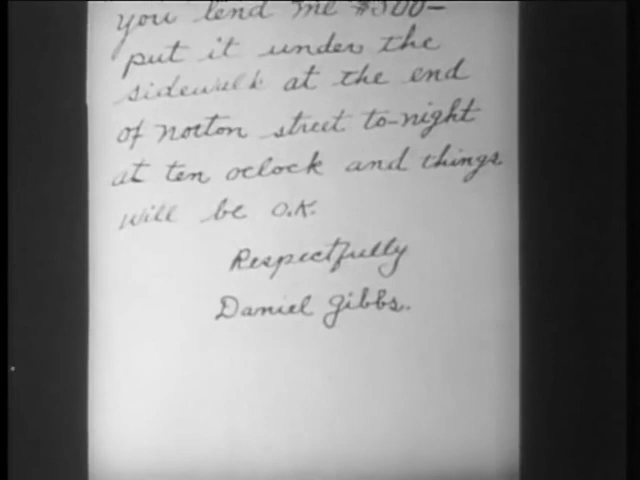 you lend me $500-
put it under the
sidewalk at the end
of norton street to-night
at ten oclock and things
will be O.K.
Respectfully
Daniel Gibbs.